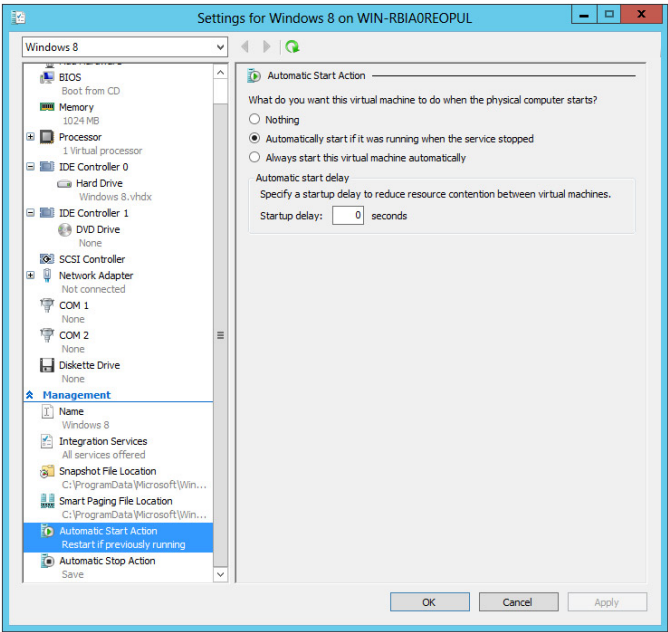 Settings for Windows 8 on WIN-RBIA0REOPUL
Windows 8
BIOS
Boot from CD
Memory
1024 MB
Processor
1 Virtual processor
IDE Controller 0
Hard Drive
Windows 8.vhdx
IDE Controller 1
DVD Drive
None
SCSI Controller
Network Adapter
Not connected
COM 1
None
COM 2
None
Diskette Drive
None
Management
Name
Windows 8
Integration Services
All services offered
Snapshot File Location
C:\ProgramData\Microsoft\Win...
Smart Paging File Location
C:\ProgramData\Microsoft\Win...
Automatic Start Action
Restart if previously running
Automatic Stop Action
Save
Automatic Start Action
What do you want this virtual machine to do when the physical computer starts?
Nothing
Automatically start if it was running when the service stopped
Always start this virtual machine automatically
Automatic start delay
Specify a startup delay to reduce resource contention between virtual machines.
Startup delay: 0 seconds
OK Cancel Apply